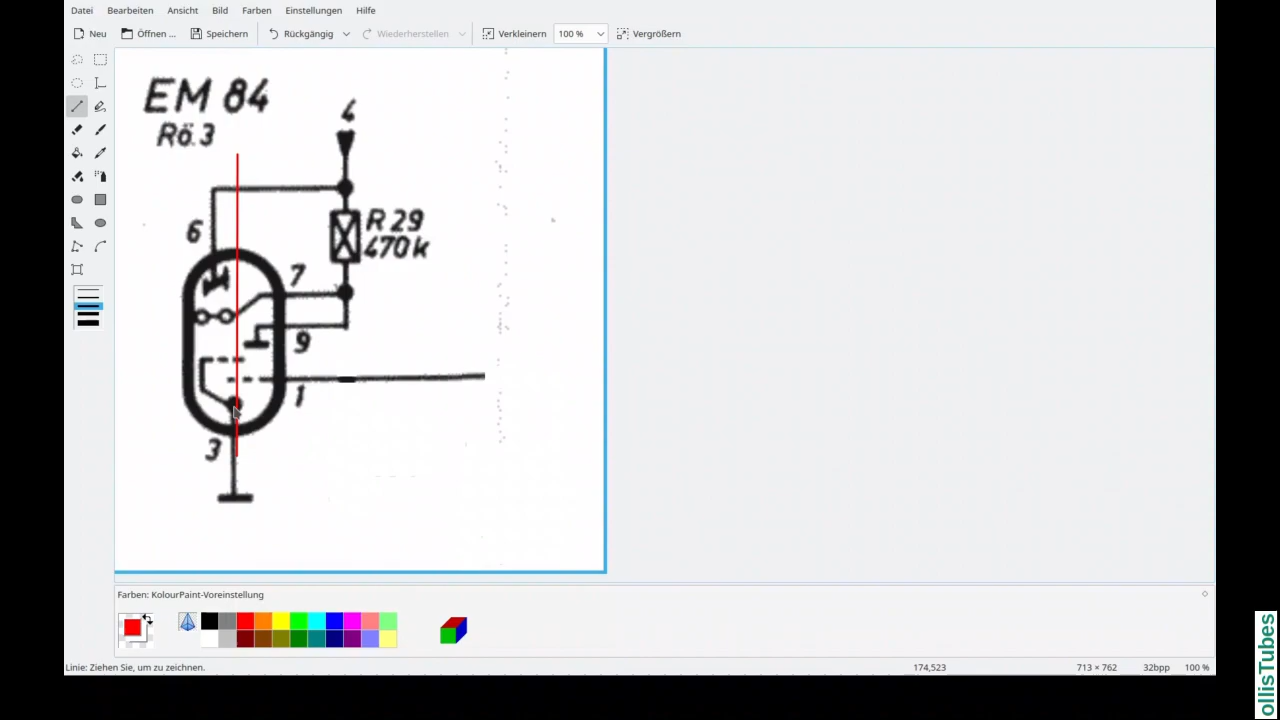 Datei Bearbeiten Ansicht Bild Farben Einstellungen Hilfe
Neu Öffnen ... Speichern Rückgängig Wiederherstellen Verkleinern 100 % Vergrößern
EM 84
Rö.3
4
6
R 29
470k
7
9
1
3
Farben: KolourPaint-Voreinstellung
Linie: Ziehen Sie, um zu zeichnen. 174,523 713 × 762 32bpp 100 %
ollisTubes